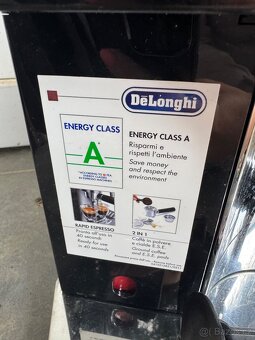 DeLonghi
ENERGY CLASS
A
ENERGY CLASS A
Risparmi e
rispetti l'ambiente
Save money
and respect the
environment
RAPID ESPRESSO
Pronto all'uso in
40 secondi
Ready for use
in 40 seconds
2 IN 1
Caffè in polvere
e cialde E.S.E.
Ground coffee
and E.S.E. pods